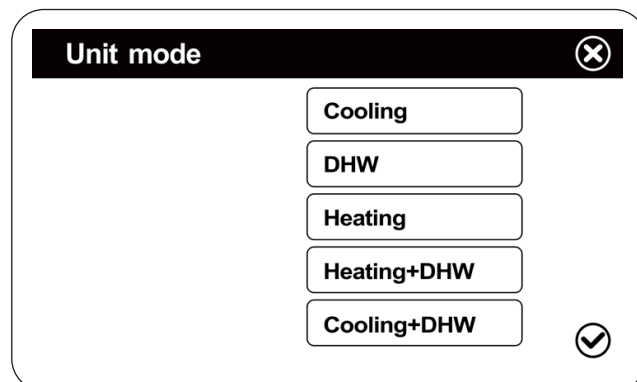 Unit mode
Cooling
DHW
Heating
Heating+DHW
Cooling+DHW